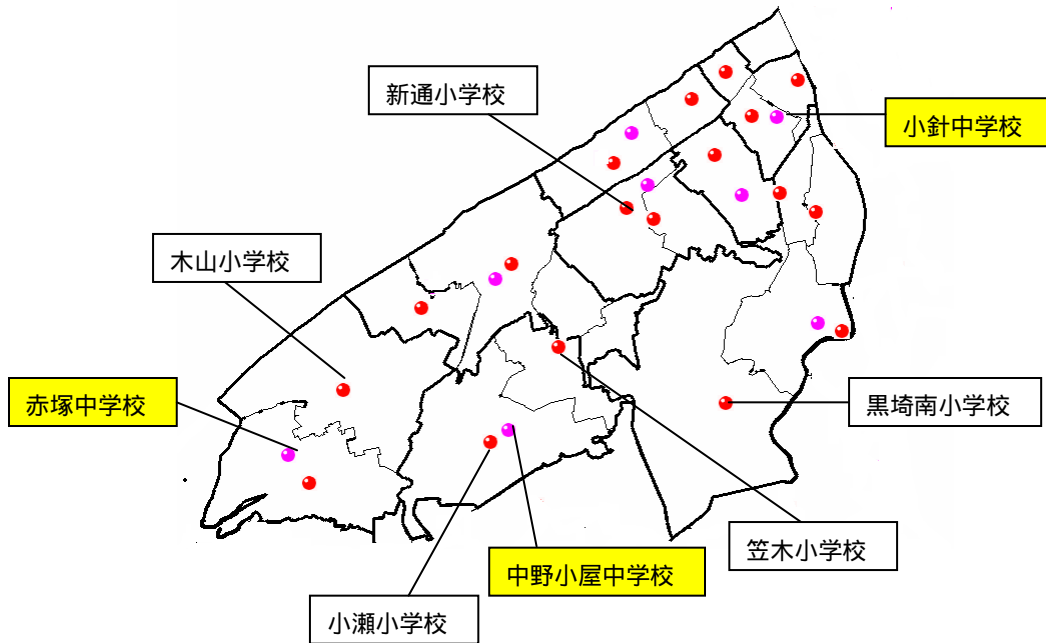 新通小学校
小針中学校
木山小学校
赤塚中学校
黒埼南小学校
笠木小学校
中野小屋中学校
小瀬小学校